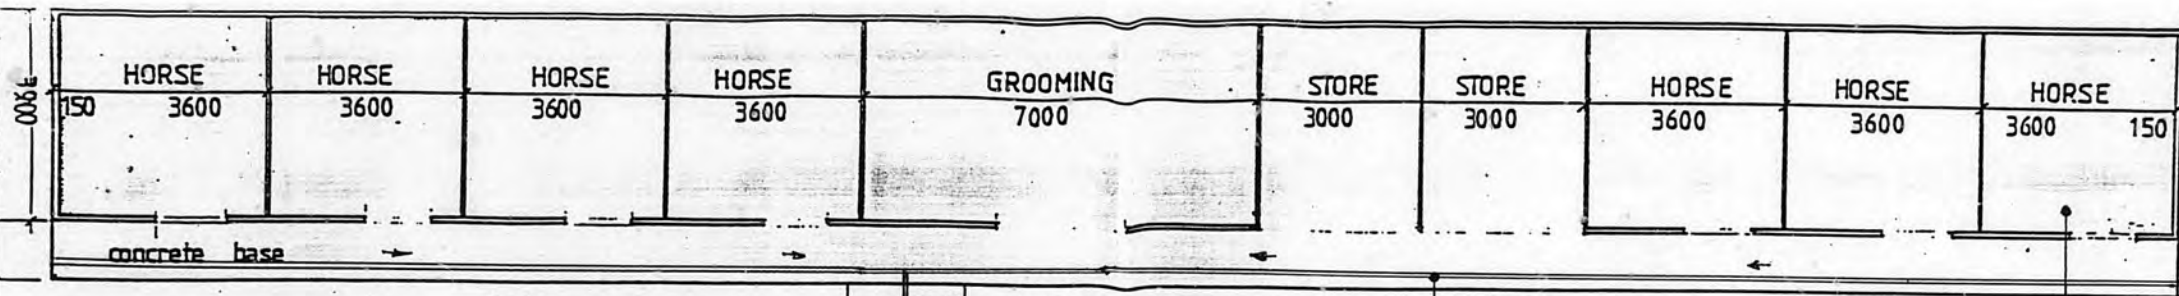 HORSE HORSE HORSE HORSE GROOMING STORE STORE HORSE HORSE HORSE
3900
150 3600 3600 3600 3600 7000 3000 3000 3600 3600 3600 150
concrete base